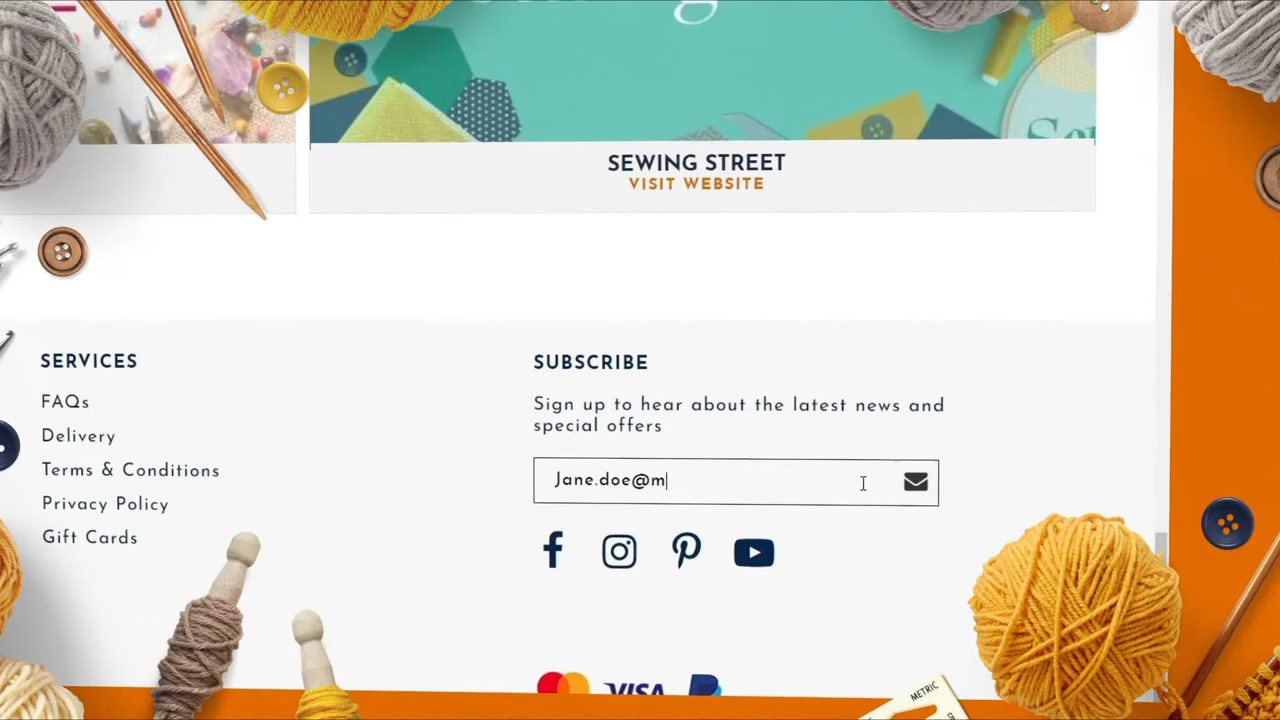 SEWING STREET
VISIT WEBSITE
SERVICES
FAQs
Delivery
Terms & Conditions
Privacy Policy
Gift Cards
SUBSCRIBE
Sign up to hear about the latest news and
special offers
Jane.doe@m
VISA
METRIC